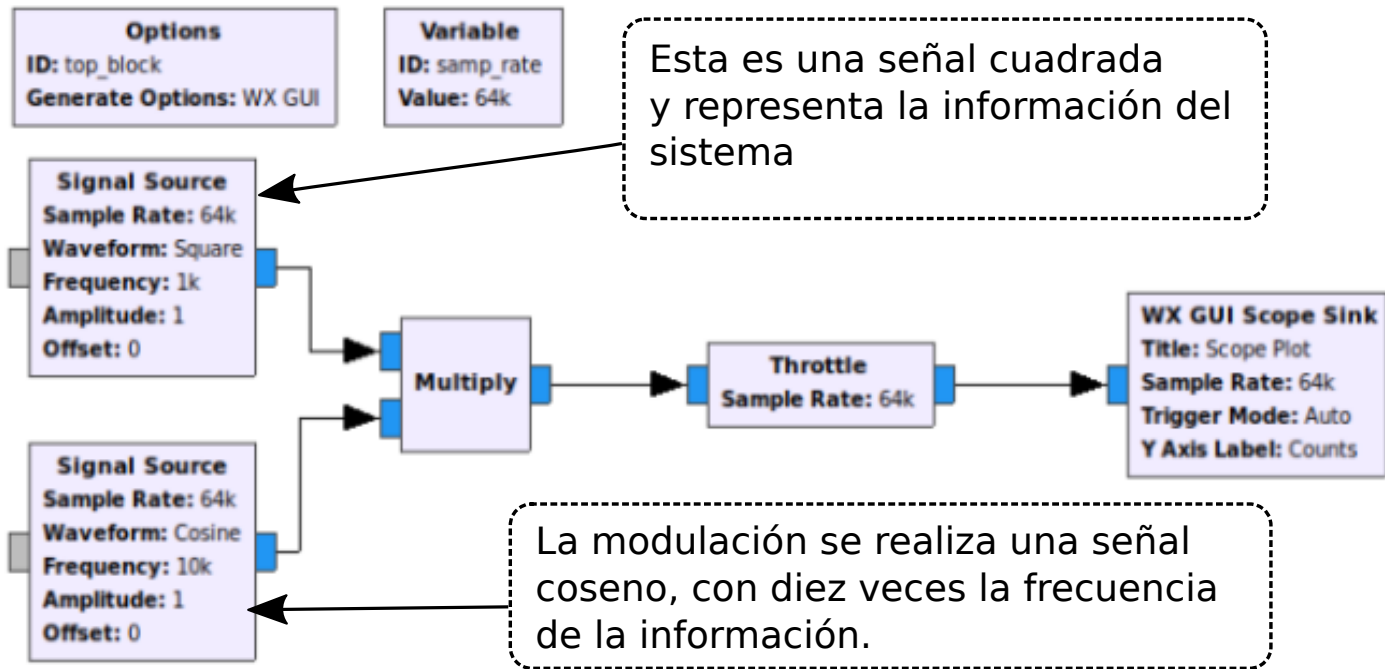 Options
ID: top_block
Generate Options: WX GUI
Variable
ID: samp_rate
Value: 64k
Esta es una señal cuadrada
y representa la información del
sistema
Signal Source
Sample Rate: 64k
Waveform: Square
Frequency: 1k
Amplitude: 1
Offset: 0
Multiply
Throttle
Sample Rate: 64k
WX GUI Scope Sink
Title: Scope Plot
Sample Rate: 64k
Trigger Mode: Auto
Y Axis Label: Counts
Signal Source
Sample Rate: 64k
Waveform: Cosine
Frequency: 10k
Amplitude: 1
Offset: 0
La modulación se realiza una señal
coseno, con diez veces la frecuencia
de la información.